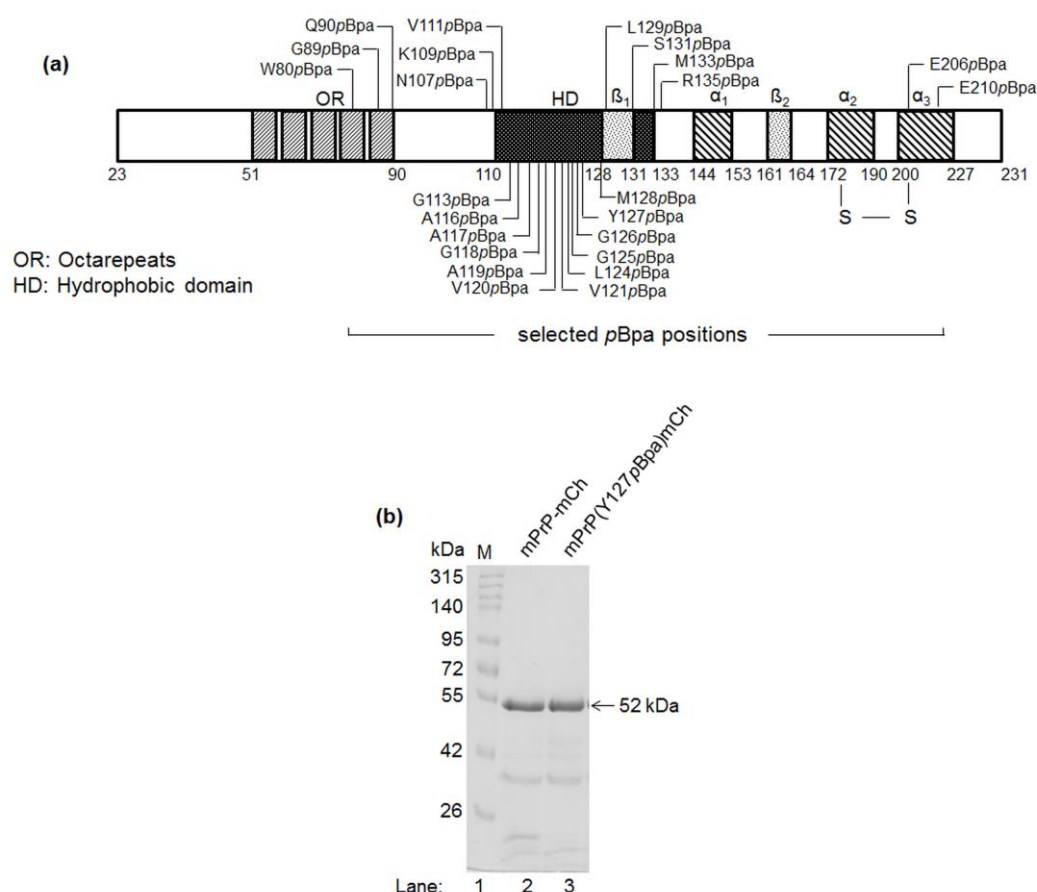 (a)
Q90pBpa
G89pBpa
W80pBpa
V111pBpa
K109pBpa
N107pBpa
L129pBpa
S131pBpa
M133pBpa
R135pBpa
E206pBpa
E210pBpa
OR HD ß₁ α₁ ß₂ α₂ α₃
23 51 90 110 128 131 133 144 153 161 164 172 190 200 227 231
G113pBpa
A116pBpa
A117pBpa
G118pBpa
A119pBpa
V120pBpa
M128pBpa
Y127pBpa
G126pBpa
G125pBpa
L124pBpa
V121pBpa
S S
OR: Octarepeats
HD: Hydrophobic domain
selected pBpa positions
(b)
kDa M mPrP-mCh mPrP(Y127pBpa)mCh
315
140
95
72
55
52 kDa
42
26
Lane: 1 2 3